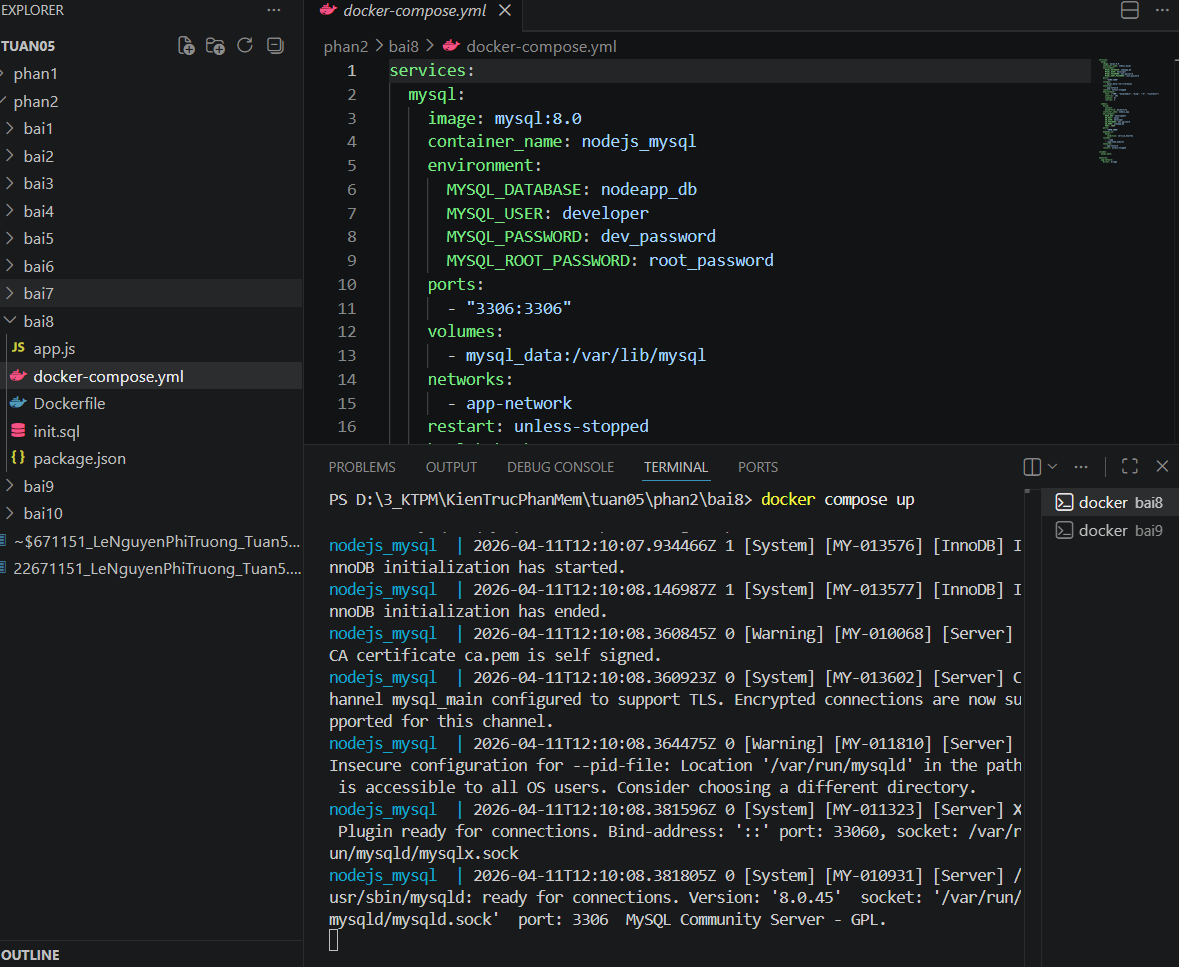 EXPLORER
TUAN05
phan1
phan2
bai1
bai2
bai3
bai4
bai5
bai6
bai7
bai8
JS app.js
docker-compose.yml
Dockerfile
init.sql
{} package.json
bai9
bai10
~$671151_LeNguyenPhiTruong_Tuan5...
22671151_LeNguyenPhiTruong_Tuan5....
OUTLINE
docker-compose.yml
phan2 > bai8 > docker-compose.yml
1 services:
2 mysql:
3 image: mysql:8.0
4 container_name: nodejs_mysql
5 environment:
6 MYSQL_DATABASE: nodeapp_db
7 MYSQL_USER: developer
8 MYSQL_PASSWORD: dev_password
9 MYSQL_ROOT_PASSWORD: root_password
10 ports:
11 - "3306:3306"
12 volumes:
13 - mysql_data:/var/lib/mysql
14 networks:
15 - app-network
16 restart: unless-stopped
PROBLEMS OUTPUT DEBUG CONSOLE TERMINAL PORTS
PS D:\3_KTPM\KienTrucPhanMem\tuan05\phan2\bai8> docker compose up
nodejs_mysql | 2026-04-11T12:10:07.934466Z 1 [System] [MY-013576] [InnoDB] I
nnoDB initialization has started.
nodejs_mysql | 2026-04-11T12:10:08.146987Z 1 [System] [MY-013577] [InnoDB] I
nnoDB initialization has ended.
nodejs_mysql | 2026-04-11T12:10:08.360845Z 0 [Warning] [MY-010068] [Server]
CA certificate ca.pem is self signed.
nodejs_mysql | 2026-04-11T12:10:08.360923Z 0 [System] [MY-013602] [Server] C
hannel mysql_main configured to support TLS. Encrypted connections are now su
pported for this channel.
nodejs_mysql | 2026-04-11T12:10:08.364475Z 0 [Warning] [MY-011810] [Server]
Insecure configuration for --pid-file: Location '/var/run/mysqld' in the path
is accessible to all OS users. Consider choosing a different directory.
nodejs_mysql | 2026-04-11T12:10:08.381596Z 0 [System] [MY-011323] [Server] X
Plugin ready for connections. Bind-address: '::' port: 33060, socket: /var/r
un/mysqld/mysqlx.sock
nodejs_mysql | 2026-04-11T12:10:08.381805Z 0 [System] [MY-010931] [Server] /
usr/sbin/mysqld: ready for connections. Version: '8.0.45' socket: '/var/run/
mysqld/mysqld.sock' port: 3306 MySQL Community Server - GPL.
docker bai8
docker bai9